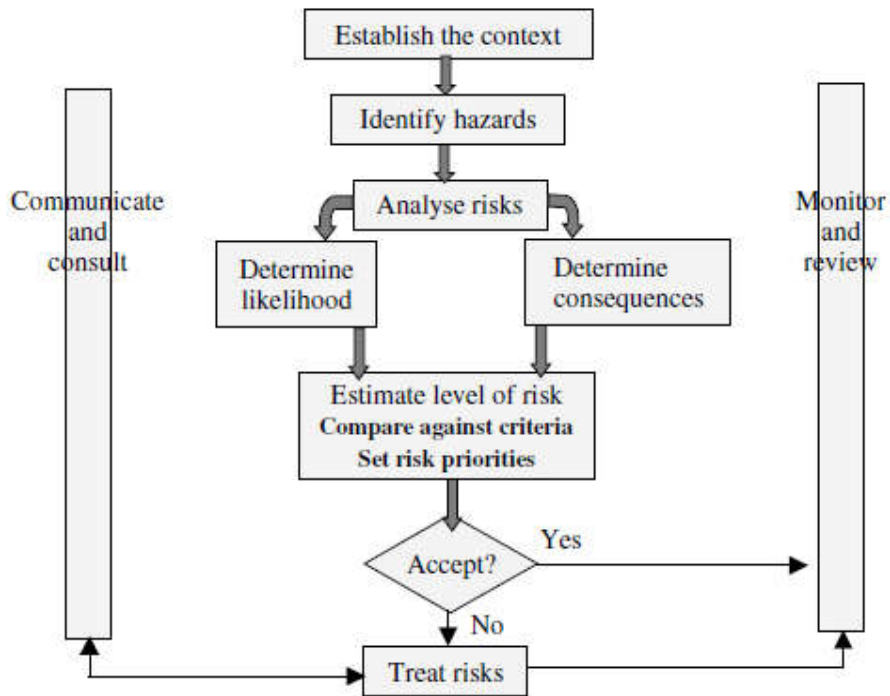 Establish the context
Identify hazards
Analyse risks
Communicate
and
consult
Monitor
and
review
Determine
likelihood
Determine
consequences
Estimate level of risk
Compare against criteria
Set risk priorities
Accept?
Yes
No
Treat risks